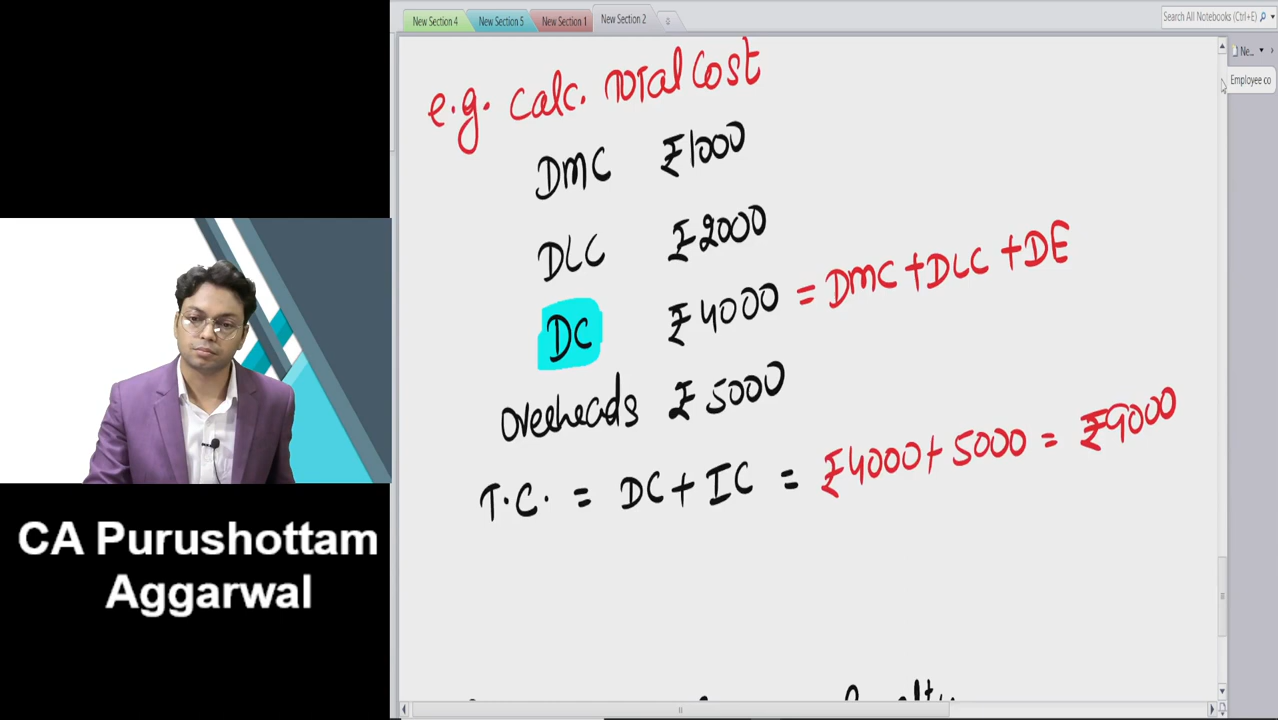 New Section 4
New Section 5
New Section 1
New Section 2
Search All Notebooks (Ctrl+E)
Ne...
Employee co
e.g. calc. Total Cost
DMC ₹1000
DLC ₹2000
DC ₹4000 = DMC + DLC + DE
Overheads ₹5000
T.C. = DC + IC = ₹4000 + 5000 = ₹9000
CA Purushottam
Aggarwal